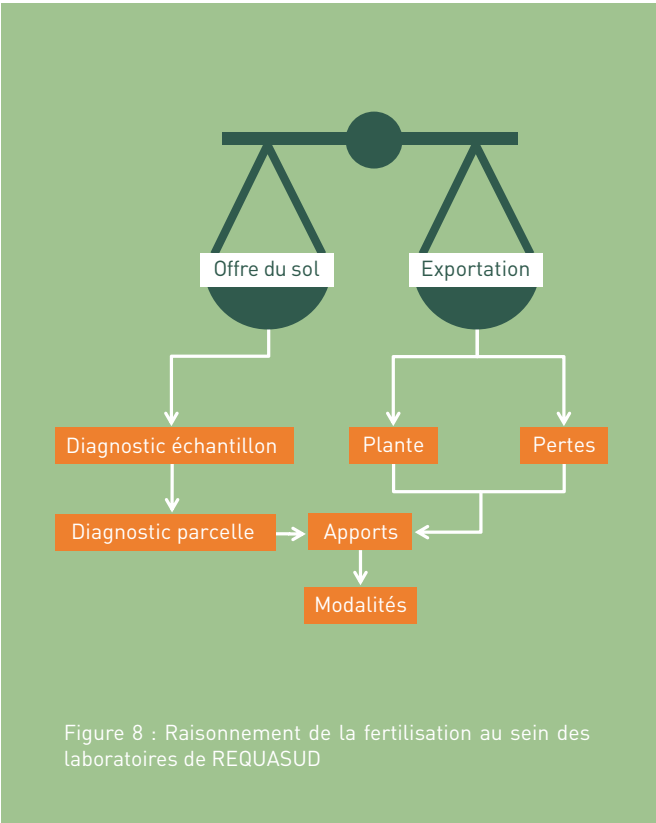 Offre du sol
Exportation
Diagnostic échantillon
Plante
Pertes
Diagnostic parcelle
Apports
Modalités
Figure 8 : Raisonnement de la fertilisation au sein des
laboratoires de REQUASUD